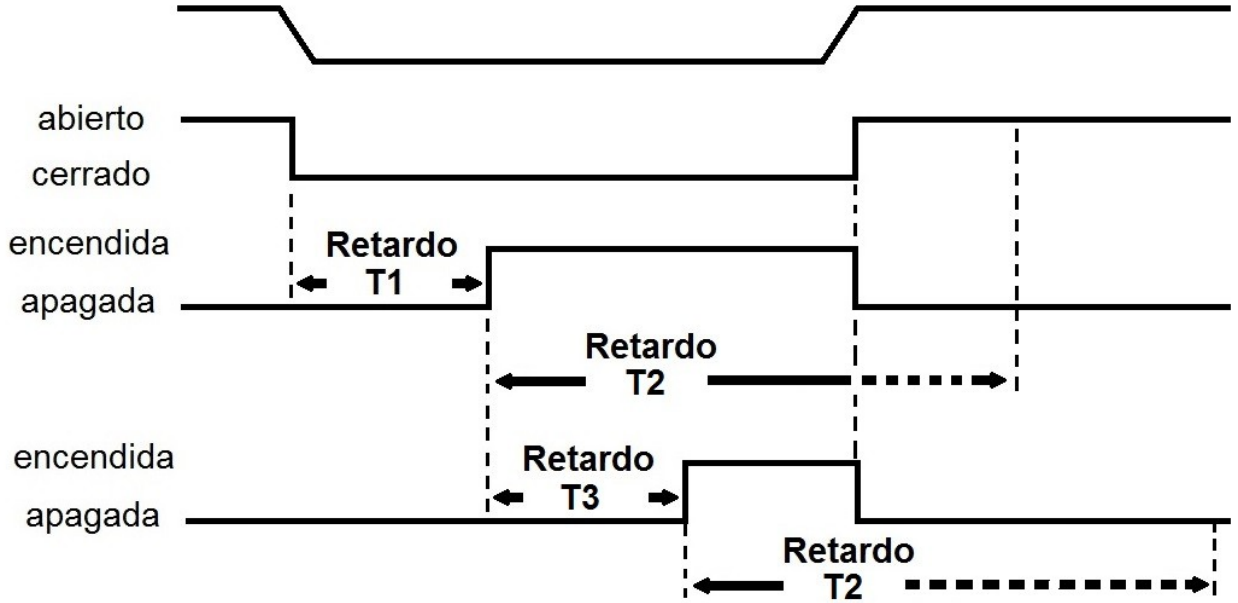 abierto
cerrado
encendida
apagada
Retardo
T1
Retardo
T2
encendida
apagada
Retardo
T3
Retardo
T2